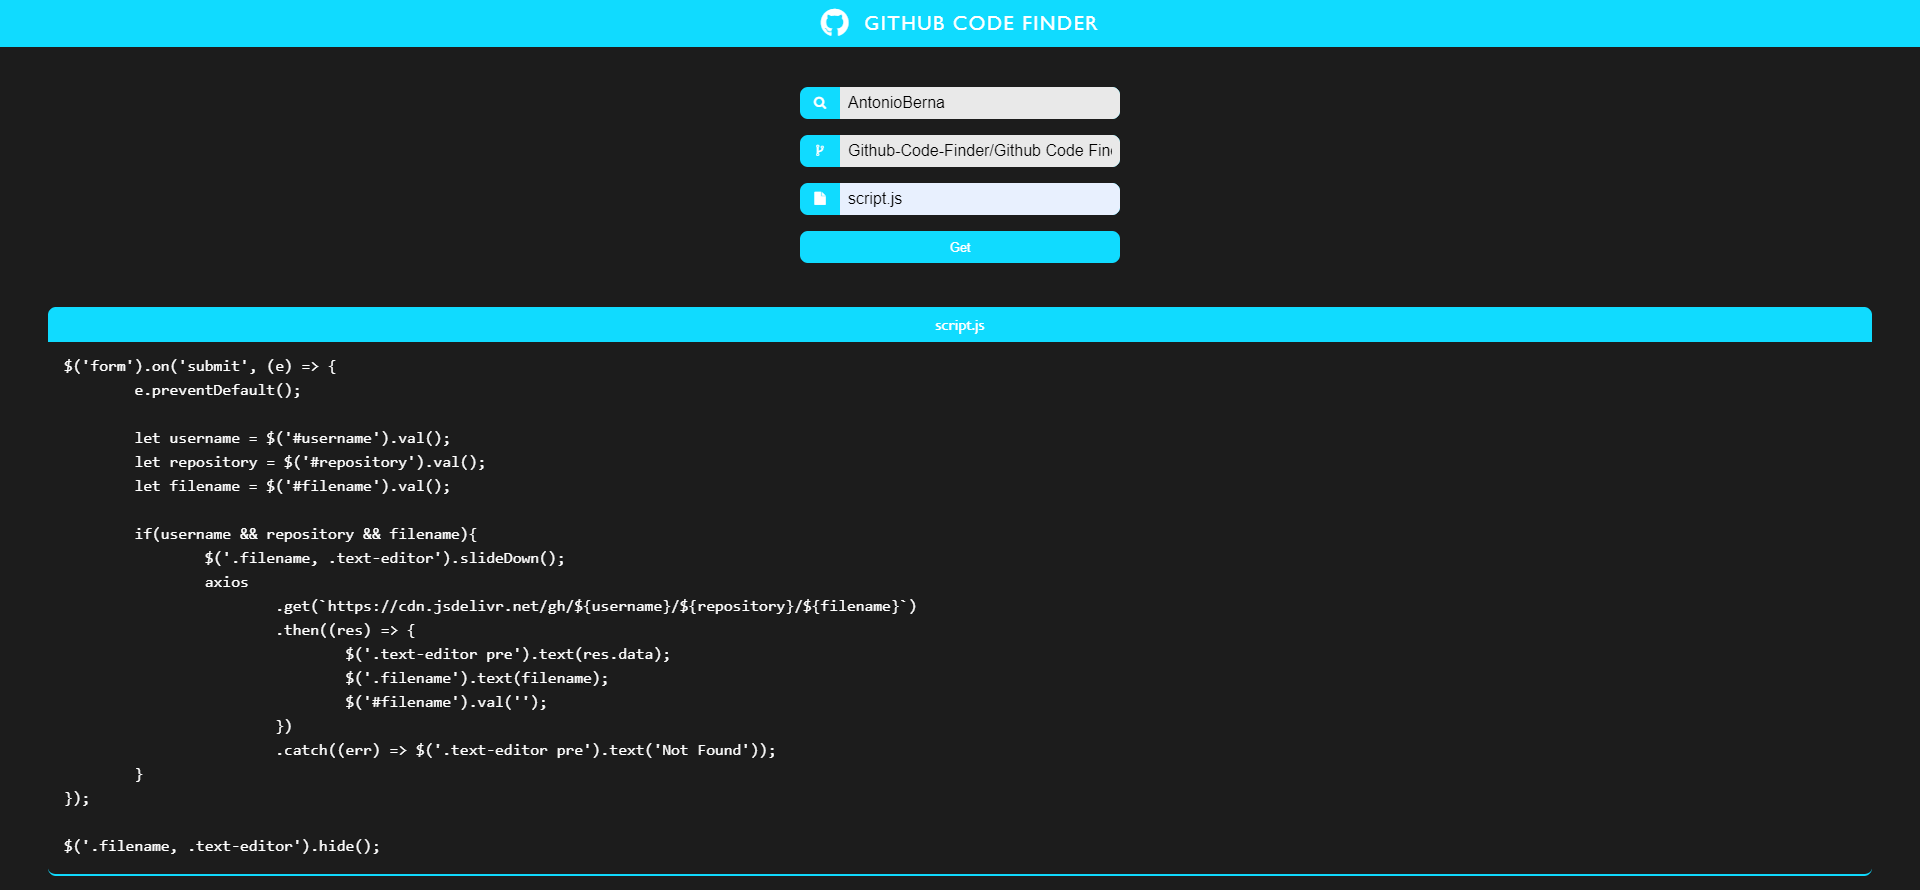 GITHUB CODE FINDER
AntonioBerna
Github-Code-Finder/Github Code Fin
script.js
Get
script.js
$('form').on('submit', (e) => {
        e.preventDefault();

        let username = $('#username').val();
        let repository = $('#repository').val();
        let filename = $('#filename').val();

        if(username && repository && filename){
                $('.filename, .text-editor').slideDown();
                axios
                        .get(`https://cdn.jsdelivr.net/gh/${username}/${repository}/${filename}`)
                        .then((res) => {
                                $('.text-editor pre').text(res.data);
                                $('.filename').text(filename);
                                $('#filename').val('');
                        })
                        .catch((err) => $('.text-editor pre').text('Not Found'));
        }
});

$('.filename, .text-editor').hide();